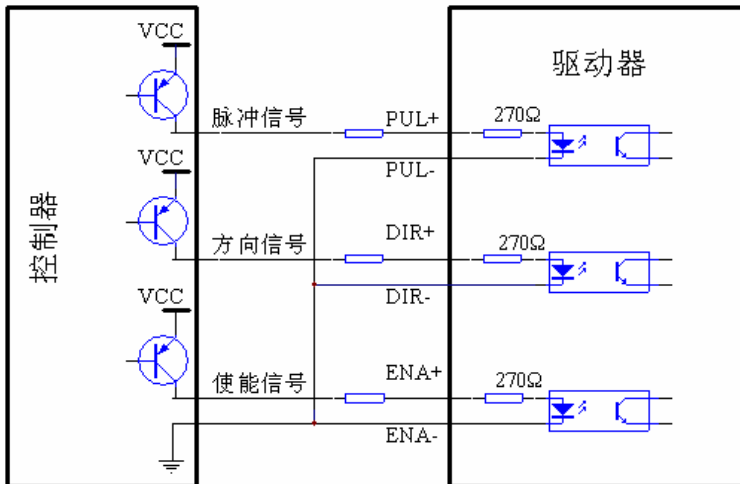 VCC
驱动器
脉冲信号
PUL+
270Ω
PUL-
VCC
控制器
方向信号
DIR+
270Ω
DIR-
VCC
使能信号
ENA+
270Ω
ENA-